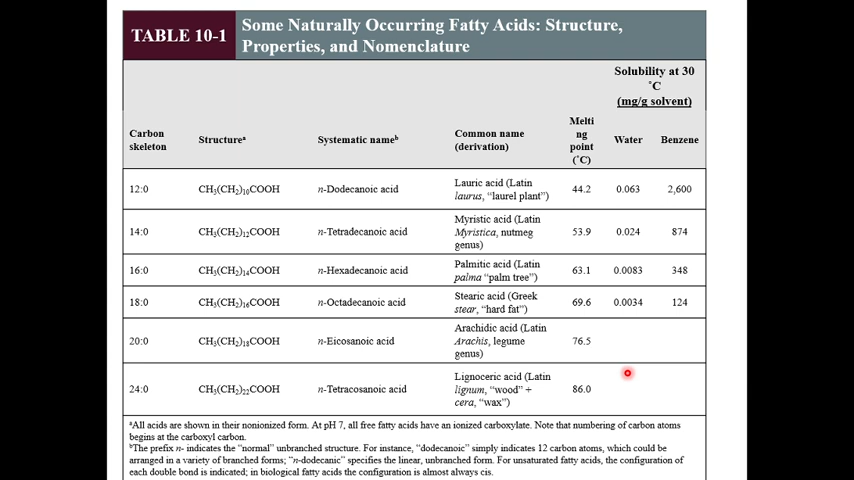 TABLE 10-1
Some Naturally Occurring Fatty Acids: Structure,
Properties, and Nomenclature
Solubility at 30
˚C
(mg/g solvent)
Carbon
skeleton
Structureᵃ
Systematic nameᵇ
Common name
(derivation)
Melti
ng
point
(˚C)
Water
Benzene
12:0 CH₃(CH₂)₁₀COOH n-Dodecanoic acid Lauric acid (Latin
laurus, “laurel plant”) 44.2 0.063 2,600
14:0 CH₃(CH₂)₁₂COOH n-Tetradecanoic acid Myristic acid (Latin
Myristica, nutmeg
genus) 53.9 0.024 874
16:0 CH₃(CH₂)₁₄COOH n-Hexadecanoic acid Palmitic acid (Latin
palma “palm tree”) 63.1 0.0083 348
18:0 CH₃(CH₂)₁₆COOH n-Octadecanoic acid Stearic acid (Greek
stear, “hard fat”) 69.6 0.0034 124
20:0 CH₃(CH₂)₁₈COOH n-Eicosanoic acid Arachidic acid (Latin
Arachis, legume
genus) 76.5
24:0 CH₃(CH₂)₂₂COOH n-Tetracosanoic acid Lignoceric acid (Latin
lignum, “wood” +
cera, “wax”) 86.0
ᵃAll acids are shown in their nonionized form. At pH 7, all free fatty acids have an ionized carboxylate. Note that numbering of carbon atoms
begins at the carboxyl carbon.
ᵇThe prefix n- indicates the “normal” unbranched structure. For instance, “dodecanoic” simply indicates 12 carbon atoms, which could be
arranged in a variety of branched forms; “n-dodecanic” specifies the linear, unbranched form. For unsaturated fatty acids, the configuration of
each double bond is indicated; in biological fatty acids the configuration is almost always cis.